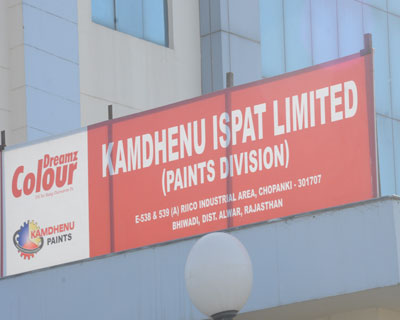 Colour
Dreamz
KAMDHENU
PAINTS
KAMDHENU ISPAT LIMITED
(PAINTS DIVISION)
E-538 & 539 (A) RIICO INDUSTRIAL AREA, CHOPANKI - 301707
BHIWADI, DIST. ALWAR, RAJASTHAN